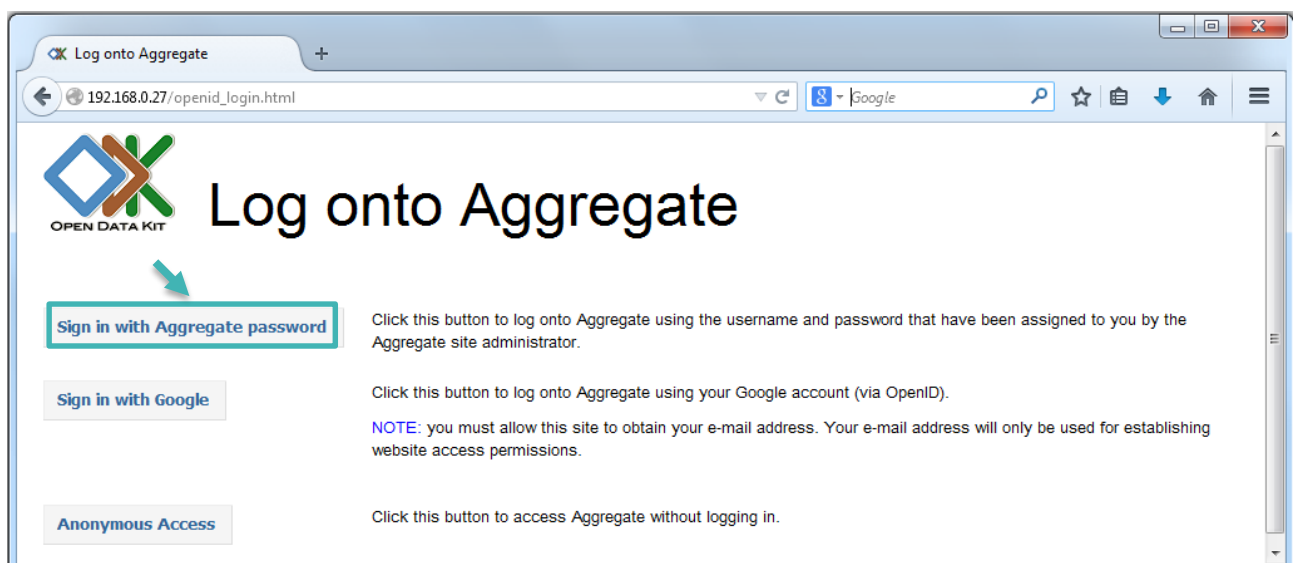 Log onto Aggregate
192.168.0.27/openid_login.html
8
Google
OPEN DATA KIT
Log onto Aggregate
Sign in with Aggregate password
Click this button to log onto Aggregate using the username and password that have been assigned to you by the
Aggregate site administrator.
Sign in with Google
Click this button to log onto Aggregate using your Google account (via OpenID).
NOTE: you must allow this site to obtain your e-mail address. Your e-mail address will only be used for establishing
website access permissions.
Anonymous Access
Click this button to access Aggregate without logging in.